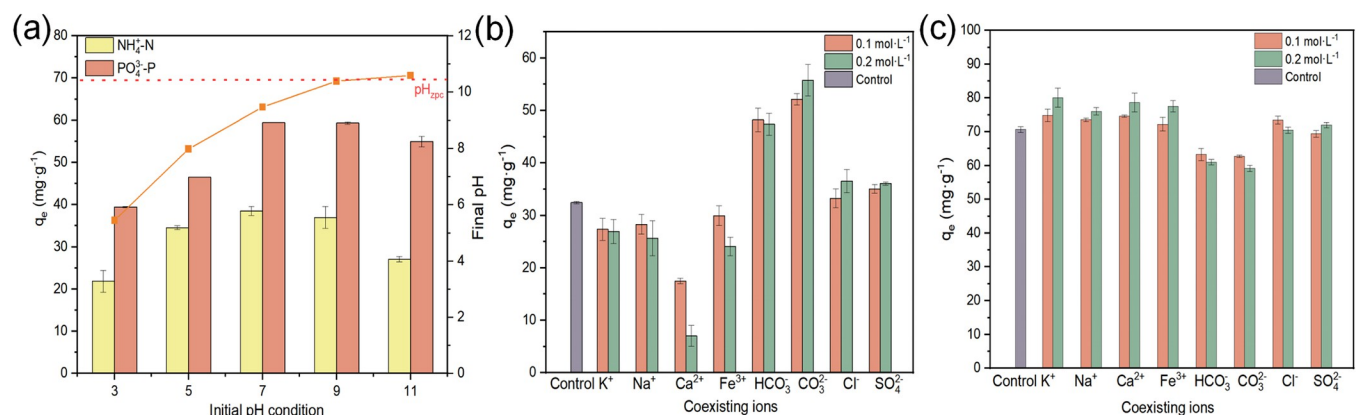 (a)
80
70
60
50
40
30
20
10
0
qe (mg·g⁻¹)
NH₄⁺-N
PO₄³⁻-P
pHzpc
12
10
8
6
4
2
0
Final pH
3 5 7 9 11
Initial pH condition
(b)
60
50
40
30
20
10
0
qe (mg·g⁻¹)
0.1 mol·L⁻¹
0.2 mol·L⁻¹
Control
Control K⁺ Na⁺ Ca²⁺ Fe³⁺ HCO₃⁻ CO₃²⁻ Cl⁻ SO₄²⁻
Coexisting ions
(c)
100
90
80
70
60
50
40
30
20
10
0
qe (mg·g⁻¹)
0.1 mol·L⁻¹
0.2 mol·L⁻¹
Control
Control K⁺ Na⁺ Ca²⁺ Fe³⁺ HCO₃⁻ CO₃²⁻ Cl⁻ SO₄²⁻
Coexisting ions